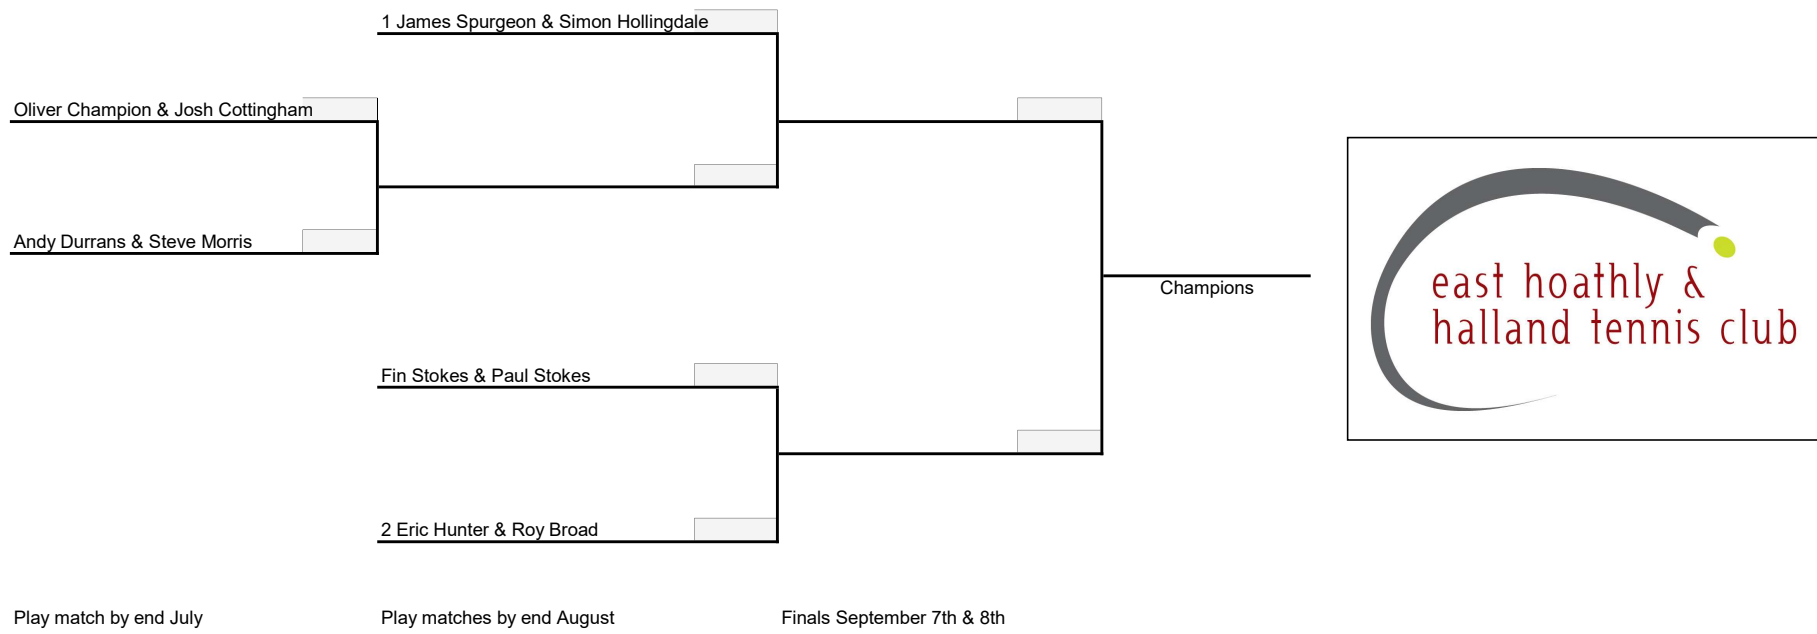 1 James Spurgeon & Simon Hollingdale
Oliver Champion & Josh Cottingham
Andy Durrans & Steve Morris
Champions
east hoathly &
halland tennis club
Fin Stokes & Paul Stokes
2 Eric Hunter & Roy Broad
Play match by end July
Play matches by end August
Finals September 7th & 8th